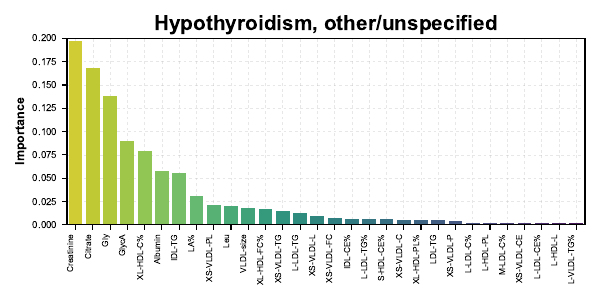 Hypothyroidism, other/unspecified
0.200
0.175
0.150
0.125
0.100
0.075
0.050
0.025
0.000
Importance
Creatinine
Citrate
Gly
GlycA
XL-HDL-C%
Albumin
IDL-TG
LA%
XS-VLDL-PL
Leu
VLDL-size
XL-HDL-FC%
XS-VLDL-TG
L-LDL-TG
XS-VLDL-L
XS-VLDL-FC
IDL-CE%
L-LDL-TG%
S-HDL-CE%
XS-VLDL-C
XL-HDL-PL%
LDL-TG
XS-VLDL-P
L-LDL-C%
L-HDL-PL
M-LDL-C%
XS-VLDL-CE
L-LDL-CE%
L-HDL-L
L-VLDL-TG%